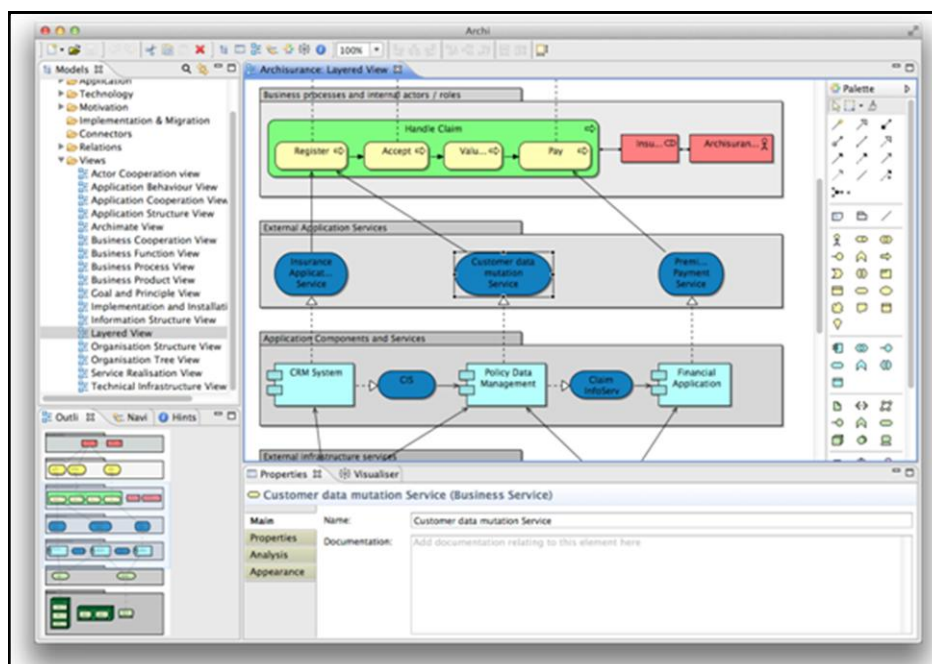 Archi
100%
Models
Application
Technology
Motivation
Implementation & Migration
Connectors
Relations
Views
Actor Cooperation view
Application Behaviour View
Application Cooperation View
Application Structure View
Archimate View
Business Cooperation View
Business Function View
Business Process View
Business Product View
Goal and Principle View
Implementation and Installati
Information Structure View
Layered View
Organisation Structure View
Organisation Tree View
Service Realisation View
Technical Infrastructure View
Outli
Navi
Hints
Archisurance: Layered View
Business processes and internal actors / roles
Handle Claim
Register
Accept
Valu...
Pay
Insu...
Archisuran...
External Application Services
Insurance
Applicat...
Service
Customer data
mutation
Service
Premi...
Payment
Service
Application Components and Services
CRM System
CIS
Policy Data
Management
Claim
InfoServ
Financial
Application
External infrastructure services
Palette
Properties
Visualiser
Customer data mutation Service (Business Service)
Main
Properties
Analysis
Appearance
Name:
Customer data mutation Service
Documentation:
Add documentation relating to this element here